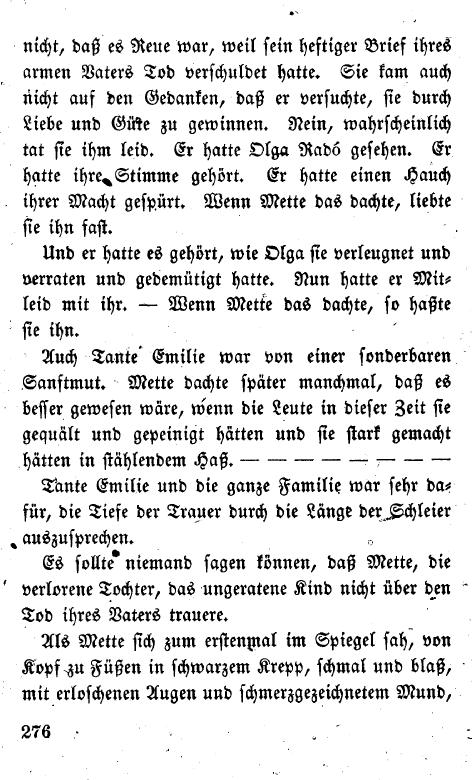 nicht, daß es Reue war, weil sein heftiger Brief ihres
armen Vaters Tod verschuldet hatte. Sie kam auch
nicht auf den Gedanken, daß er versuchte, sie durch
Liebe und Güte zu gewinnen. Nein, wahrscheinlich
tat sie ihm leid. Er hatte Olga Radó gesehen. Er
hatte ihre Stimme gehört. Er hatte einen Hauch
ihrer Macht gespürt. Wenn Mette das dachte, liebte
sie ihn fast.
Und er hatte es gehört, wie Olga sie verleugnet und
verraten und gedemütigt hatte. Nun hatte er Mit-
leid mit ihr. — Wenn Mette das dachte, so haßte
sie ihn.
Auch Tante Emilie war von einer sonderbaren
Sanftmut. Mette dachte später manchmal, daß es
besser gewesen wäre, wenn die Leute in dieser Zeit sie
gequält und gepeinigt hätten und sie stark gemacht
hätten in stählendem Haß. — — — — — — — —
Tante Emilie und die ganze Familie war sehr da-
für, die Tiefe der Trauer durch die Länge der Schleier
auszusprechen.
Es sollte niemand sagen können, daß Mette, die
verlorene Tochter, das ungeratene Kind nicht über den
Tod ihres Vaters trauere.
Als Mette sich zum erstenmal im Spiegel sah, von
Kopf zu Füßen in schwarzem Krepp, schmal und blaß,
mit erloschenen Augen und schmerzgezeichnetem Mund,
276